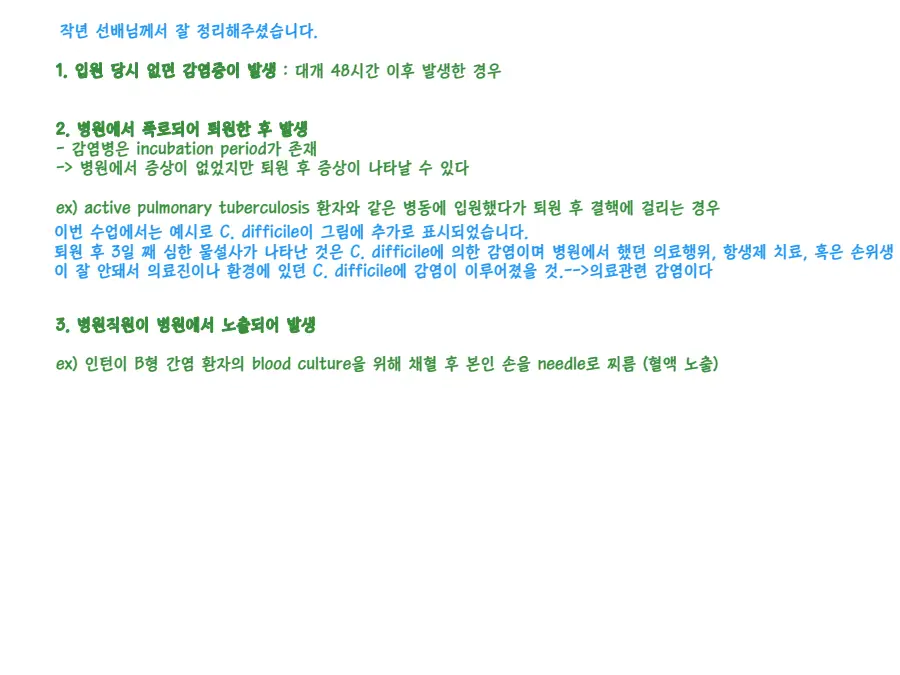 작년 선배님께서 잘 정리해주셨습니다.
1. 입원 당시 없던 감염증이 발생 : 대개 48시간 이후 발생한 경우
2. 병원에서 폭로되어 퇴원한 후 발생
- 감염병은 incubation period가 존재
-> 병원에서 증상이 없었지만 퇴원 후 증상이 나타날 수 있다
ex) active pulmonary tuberculosis 환자와 같은 병동에 입원했다가 퇴원 후 결핵에 걸리는 경우
이번 수업에서는 예시로 C. difficile이 그림에 추가로 표시되었습니다.
퇴원 후 3일 째 심한 물설사가 나타난 것은 C. difficile에 의한 감염이며 병원에서 했던 의료행위, 항생제 치료, 혹은 손위생
이 잘 안돼서 의료진이나 환경에 있던 C. difficile에 감염이 이루어졌을 것.-->의료관련 감염이다
3. 병원직원이 병원에서 노출되어 발생
ex) 인턴이 B형 간염 환자의 blood culture을 위해 채혈 후 본인 손을 needle로 찌름 (혈액 노출)